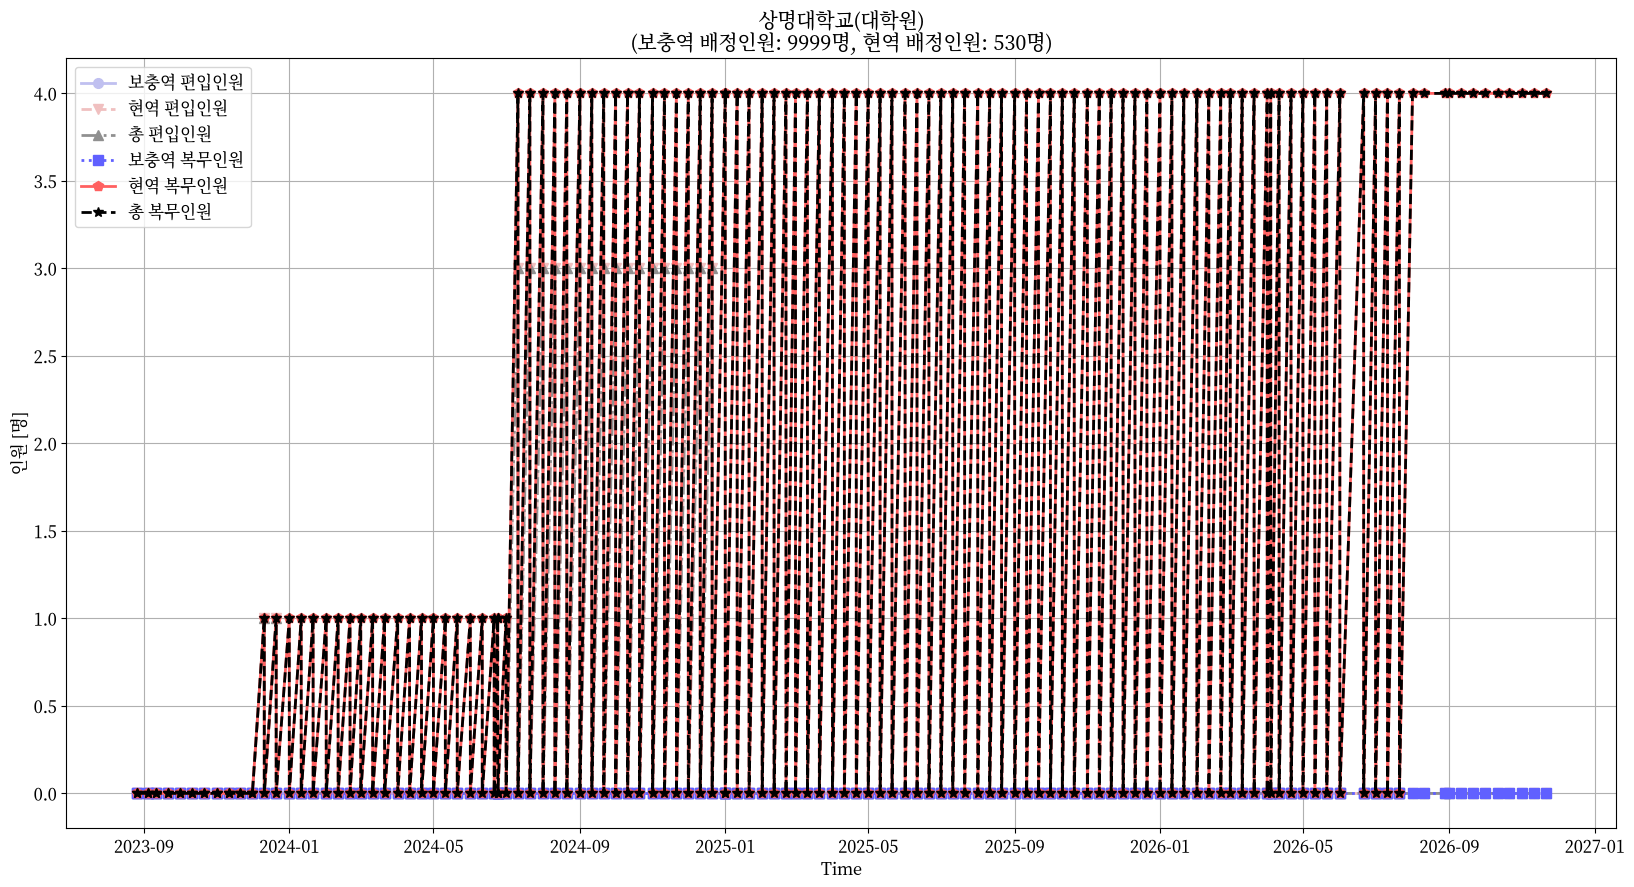 상명대학교(대학원)
(보충역 배정인원: 9999명, 현역 배정인원: 530명)
보충역 편입인원
현역 편입인원
총 편입인원
보충역 복무인원
현역 복무인원
총 복무인원
인원 [명]
4.0
3.5
3.0
2.5
2.0
1.5
1.0
0.5
0.0
2023-09
2024-01
2024-05
2024-09
2025-01
2025-05
2025-09
2026-01
2026-05
2026-09
2027-01
Time